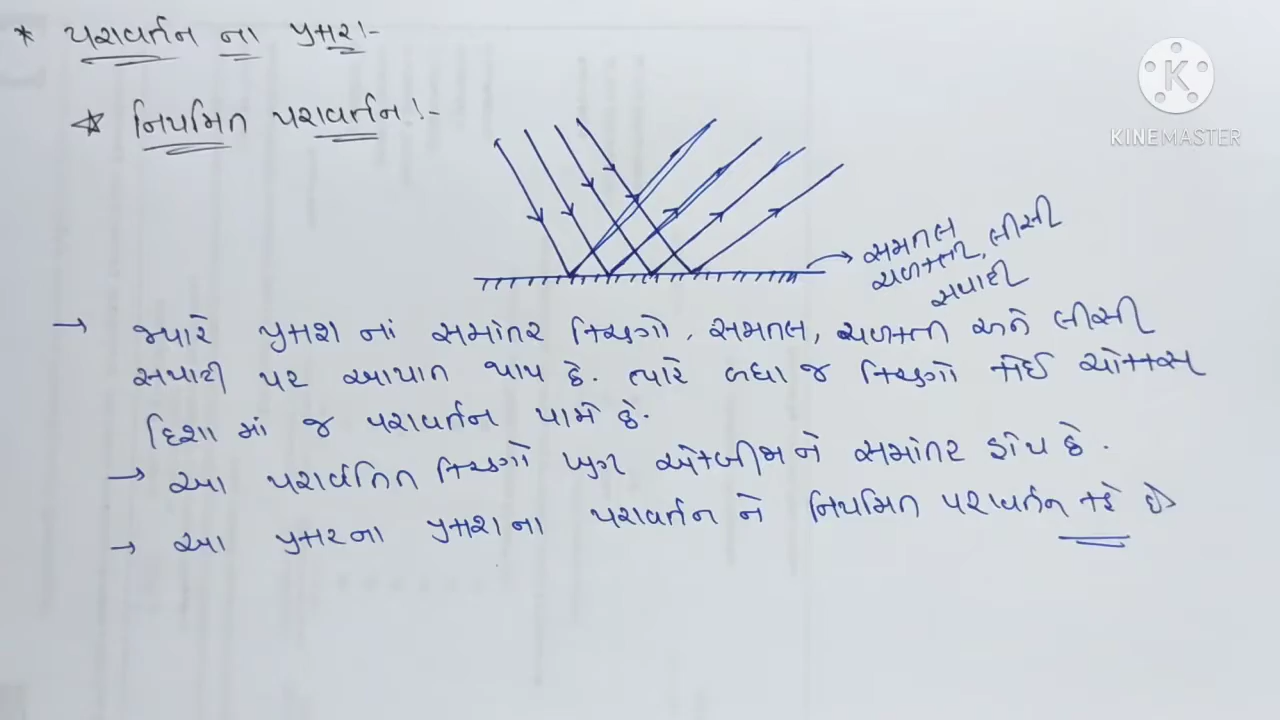 * પરાવર્તન ના પ્રકાર :-
☆ નિયમિત પરાવર્તન :-
K
KINEMASTER
→ સમતલ
ચળકતી, લીસી
સપાટી
→ જ્યારે પ્રકાશ નાં સમાંતર કિરણો, સમતલ, ચળકતી અને લીસી
સપાટી પર આપાત થાય છે. ત્યારે બધા જ કિરણો કોઈ ચોક્કસ
દિશા માં જ પરાવર્તન પામે છે.
→ આ પરાવર્તિત કિરણો પણ એકબીજા ને સમાંતર હોય છે.
→ આ પ્રકારના પ્રકાશના પરાવર્તન ને નિયમિત પરાવર્તન કહે છે